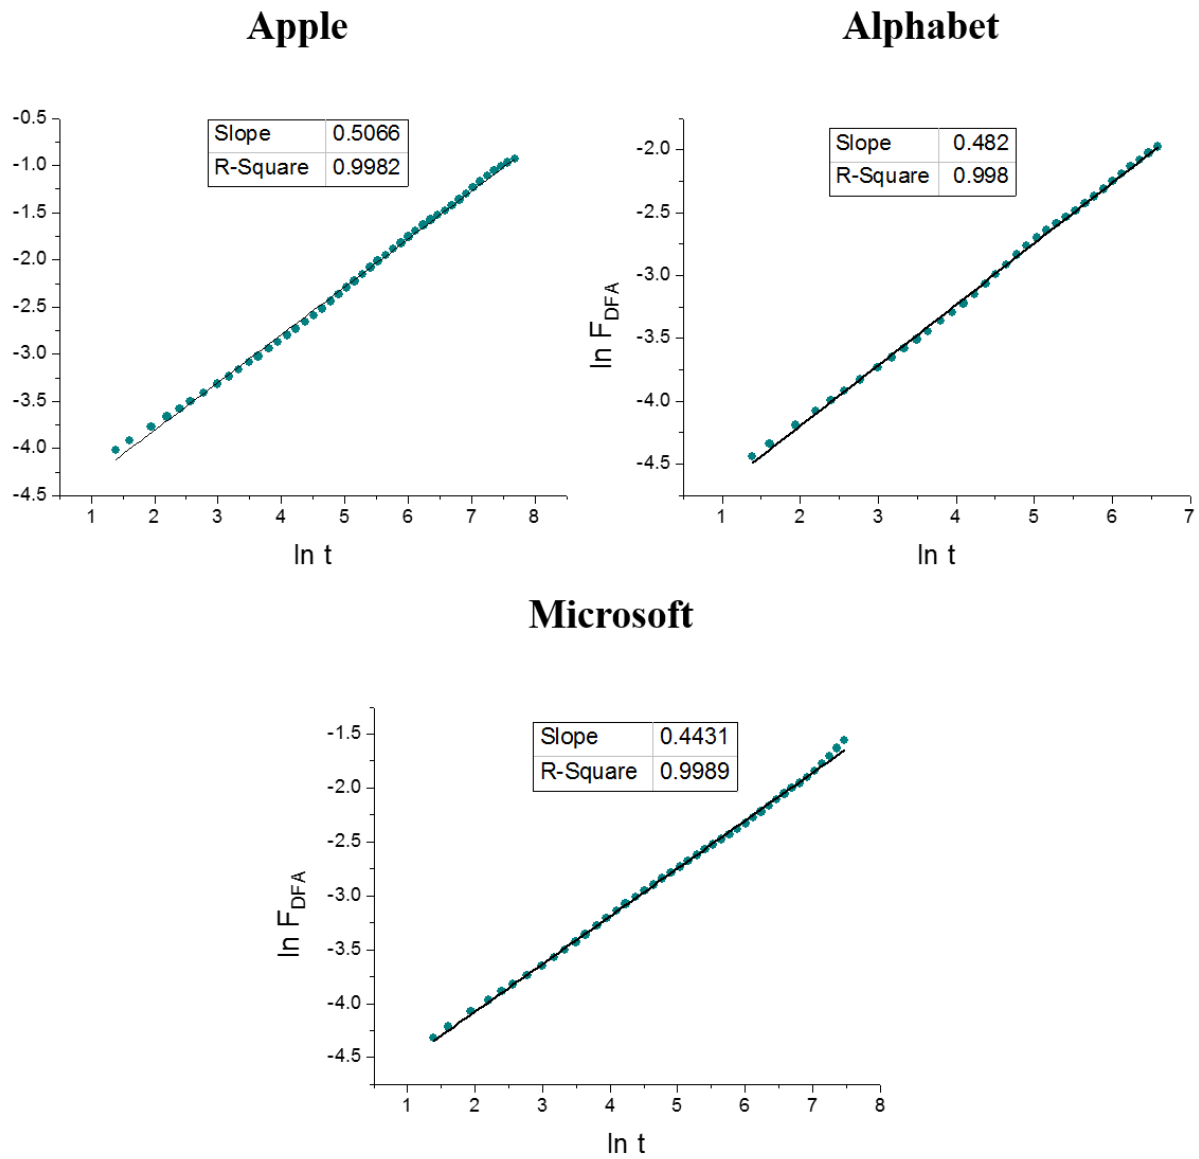 Apple
Slope 0.5066
R-Square 0.9982
-0.5
-1.0
-1.5
-2.0
-2.5
-3.0
-3.5
-4.0
-4.5
1 2 3 4 5 6 7 8
ln t
Alphabet
Slope 0.482
R-Square 0.998
ln F_DFA
-2.0
-2.5
-3.0
-3.5
-4.0
-4.5
1 2 3 4 5 6 7
ln t
Microsoft
Slope 0.4431
R-Square 0.9989
ln F_DFA
-1.5
-2.0
-2.5
-3.0
-3.5
-4.0
-4.5
1 2 3 4 5 6 7 8
ln t